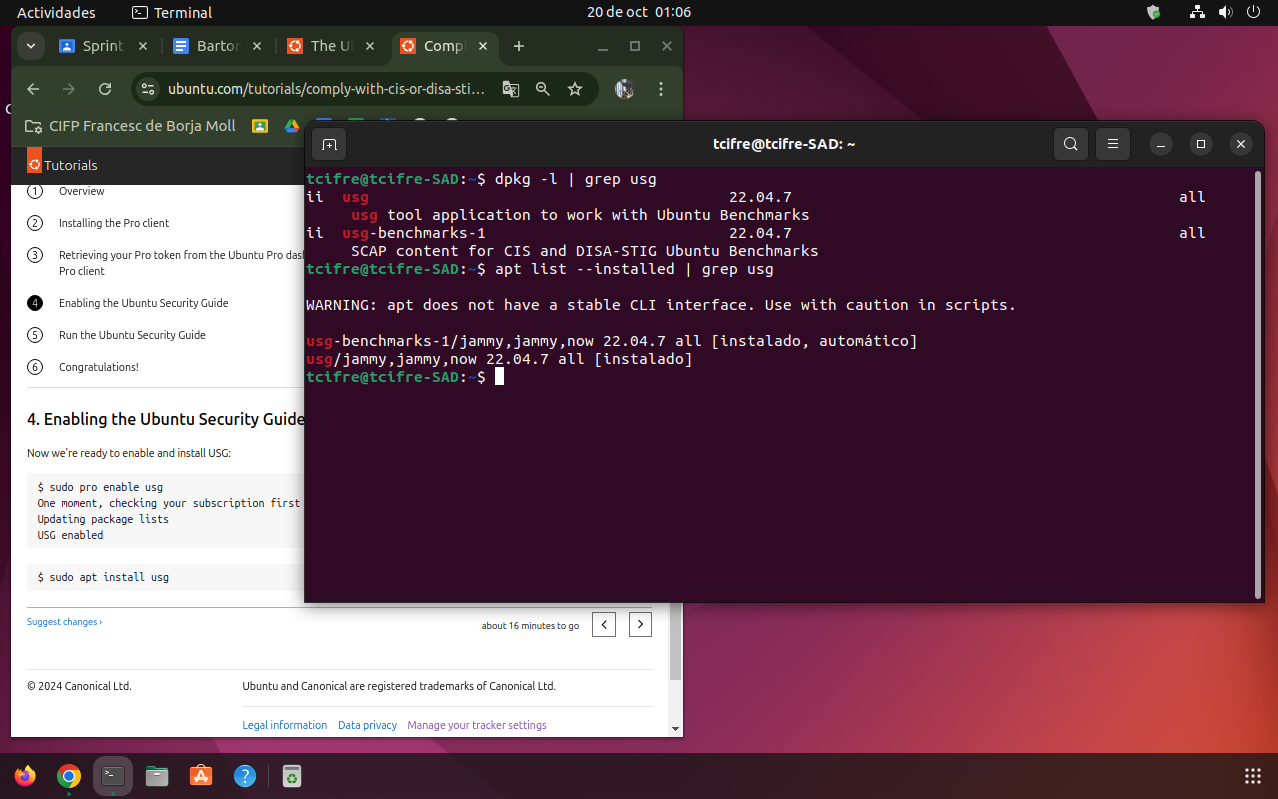 Actividades
Terminal
20 de oct 01:06
Sprint
Barto
The U
Compl
ubuntu.com/tutorials/comply-with-cis-or-disa-sti…
CIFP Francesc de Borja Moll
Tutorials
1 Overview
2 Installing the Pro client
3 Retrieving your Pro token from the Ubuntu Pro
Pro client
4 Enabling the Ubuntu Security Guide
5 Run the Ubuntu Security Guide
6 Congratulations!
4. Enabling the Ubuntu Security Guide
Now we're ready to enable and install USG:
$ sudo pro enable usg
One moment, checking your subscription first
Updating package lists
USG enabled
$ sudo apt install usg
Suggest changes ›
about 16 minutes to go
© 2024 Canonical Ltd.
Ubuntu and Canonical are registered trademarks of Canonical Ltd.
Legal information Data privacy Manage your tracker settings
tcifre@tcifre-SAD: ~
tcifre@tcifre-SAD:~$ dpkg -l | grep usg
ii usg 22.04.7 all
usg tool application to work with Ubuntu Benchmarks
ii usg-benchmarks-1 22.04.7 all
SCAP content for CIS and DISA-STIG Ubuntu Benchmarks
tcifre@tcifre-SAD:~$ apt list --installed | grep usg
WARNING: apt does not have a stable CLI interface. Use with caution in scripts.
usg-benchmarks-1/jammy,jammy,now 22.04.7 all [instalado, automático]
usg/jammy,jammy,now 22.04.7 all [instalado]
tcifre@tcifre-SAD:~$